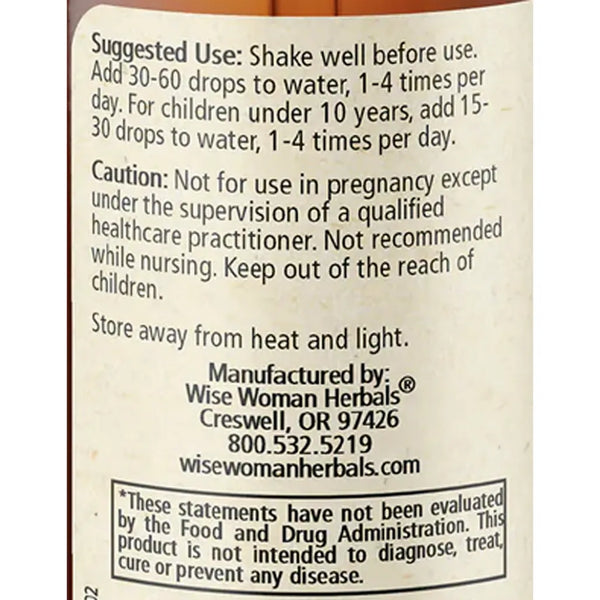 Suggested Use: Shake well before use.
Add 30-60 drops to water, 1-4 times per
day. For children under 10 years, add 15-
30 drops to water, 1-4 times per day.
Caution: Not for use in pregnancy except
under the supervision of a qualified
healthcare practitioner. Not recommended
while nursing. Keep out of the reach of
children.
Store away from heat and light.
Manufactured by:
Wise Woman Herbals®
Creswell, OR 97426
800.532.5219
wisewomanherbals.com
*These statements have not been evaluated
by the Food and Drug Administration. This
product is not intended to diagnose, treat,
cure or prevent any disease.
02